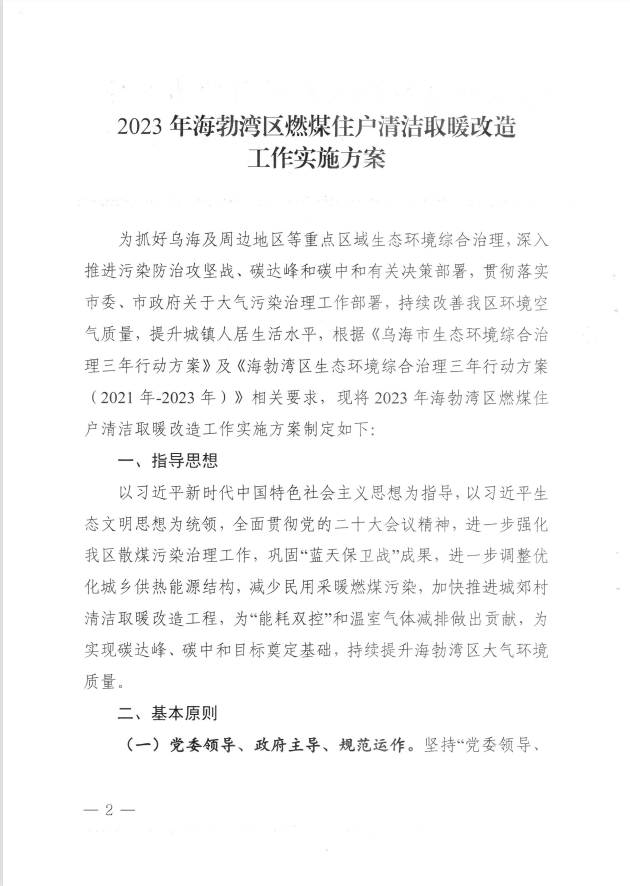 2023 年海勃湾区燃煤住户清洁取暖改造
工作实施方案
为抓好乌海及周边地区等重点区域生态环境综合治理，深入
推进污染防治攻坚战、碳达峰和碳中和有关决策部署，贯彻落实
市委、市政府关于大气污染治理工作部署，持续改善我区环境空
气质量，提升城镇人居生活水平，根据《乌海市生态环境综合治
理三年行动方案》及《海勃湾区生态环境综合治理三年行动方案
（2021 年-2023 年）》相关要求，现将 2023 年海勃湾区燃煤住
户清洁取暖改造工作实施方案制定如下：
一、指导思想
以习近平新时代中国特色社会主义思想为指导，以习近平生
态文明思想为统领，全面贯彻党的二十大会议精神，进一步强化
我区散煤污染治理工作，巩固“蓝天保卫战”成果，进一步调整优
化城乡供热能源结构，减少民用采暖燃煤污染，加快推进城郊村
清洁取暖改造工程，为“能耗双控”和温室气体减排做出贡献，为
实现碳达峰、碳中和目标奠定基础，持续提升海勃湾区大气环境
质量。
二、基本原则
（一）党委领导、政府主导、规范运作。坚持“党委领导、
— 2 —